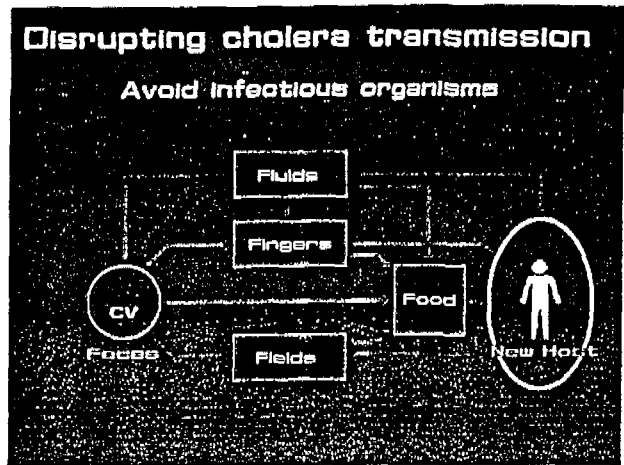 Disrupting cholera transmission
Avoid infectious organisms
Fluids
Fingers
CV
Food
Feces
Fields
New Host